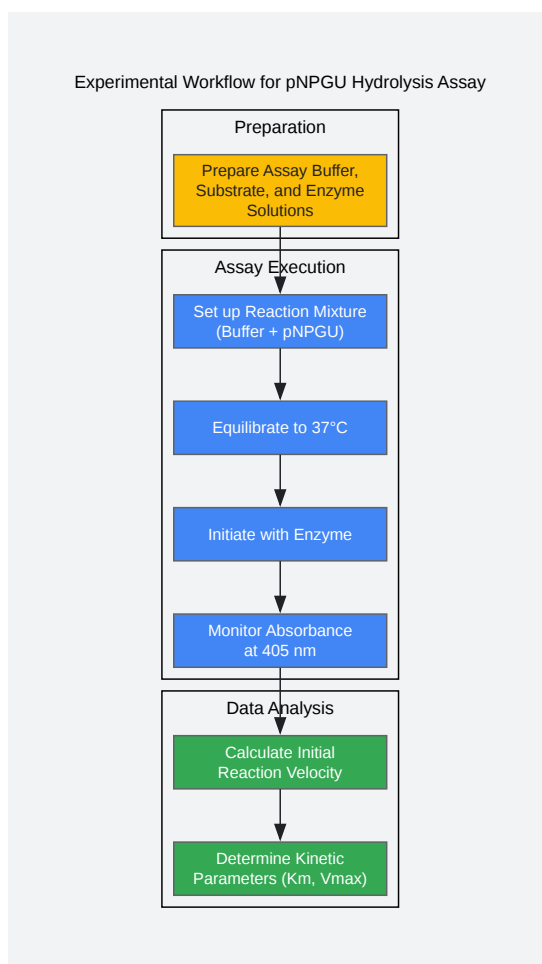 Experimental Workflow for pNPGU Hydrolysis Assay
Preparation
Prepare Assay Buffer,
Substrate, and Enzyme
Solutions
Assay Execution
Set up Reaction Mixture
(Buffer + pNPGU)
Equilibrate to 37°C
Initiate with Enzyme
Monitor Absorbance
at 405 nm
Data Analysis
Calculate Initial
Reaction Velocity
Determine Kinetic
Parameters (Km, Vmax)